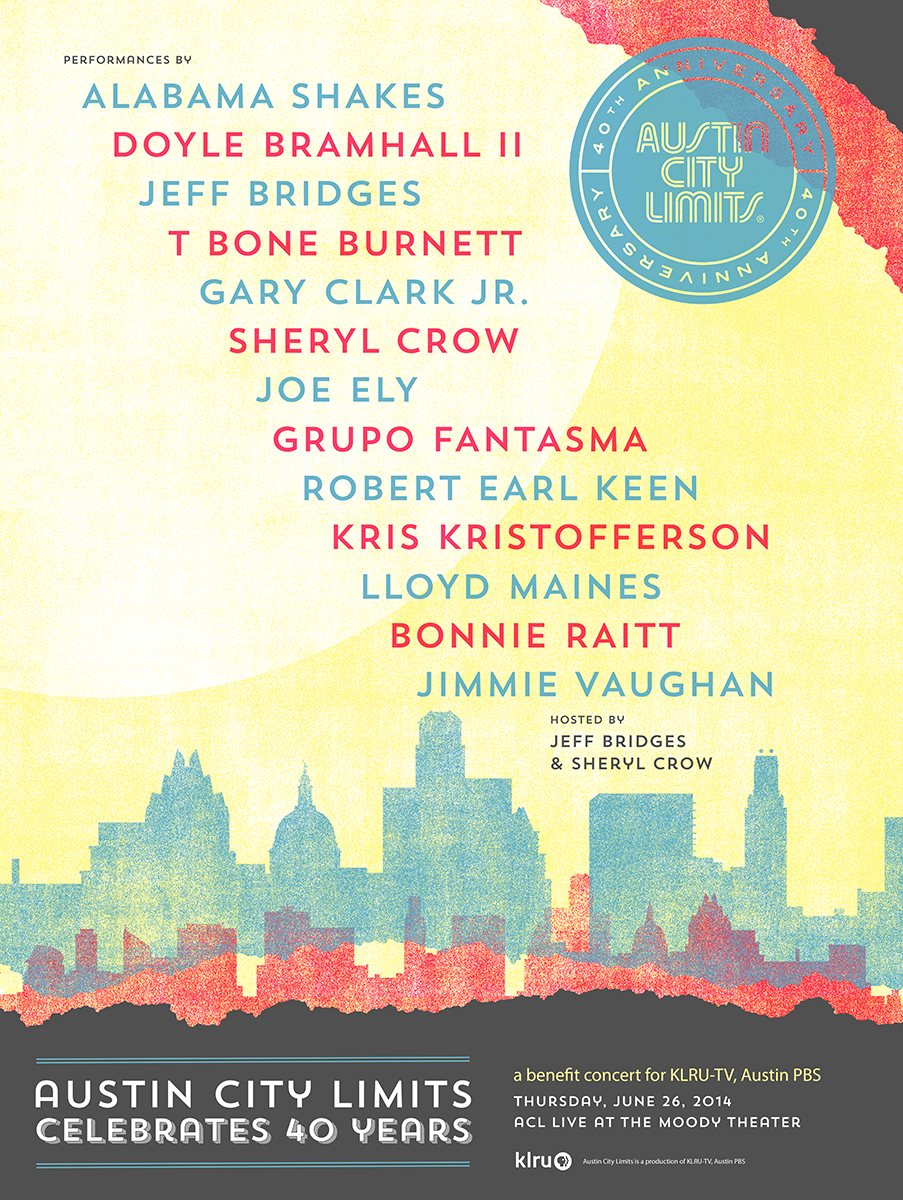 PERFORMANCES BY
ALABAMA SHAKES
DOYLE BRAMHALL II
JEFF BRIDGES
T BONE BURNETT
GARY CLARK JR.
SHERYL CROW
JOE ELY
GRUPO FANTASMA
ROBERT EARL KEEN
KRIS KRISTOFFERSON
LLOYD MAINES
BONNIE RAITT
JIMMIE VAUGHAN
40TH ANNIVERSARY
AUSTIN
CITY
LIMITS®
40TH ANNIVERSARY
HOSTED BY
JEFF BRIDGES
& SHERYL CROW
AUSTIN CITY LIMITS
CELEBRATES 40 YEARS
a benefit concert for KLRU-TV, Austin PBS
THURSDAY, JUNE 26, 2014
ACL LIVE AT THE MOODY THEATER
klru
Austin City Limits is a production of KLRU-TV, Austin PBS